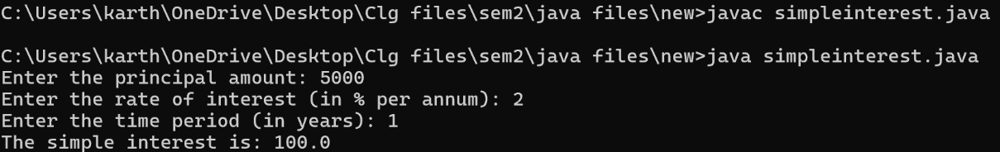 C:\Users\karth\OneDrive\Desktop\Clg files\sem2\java files\new>javac simpleinterest.java
C:\Users\karth\OneDrive\Desktop\Clg files\sem2\java files\new>java simpleinterest.java
Enter the principal amount: 5000
Enter the rate of interest (in % per annum): 2
Enter the time period (in years): 1
The simple interest is: 100.0